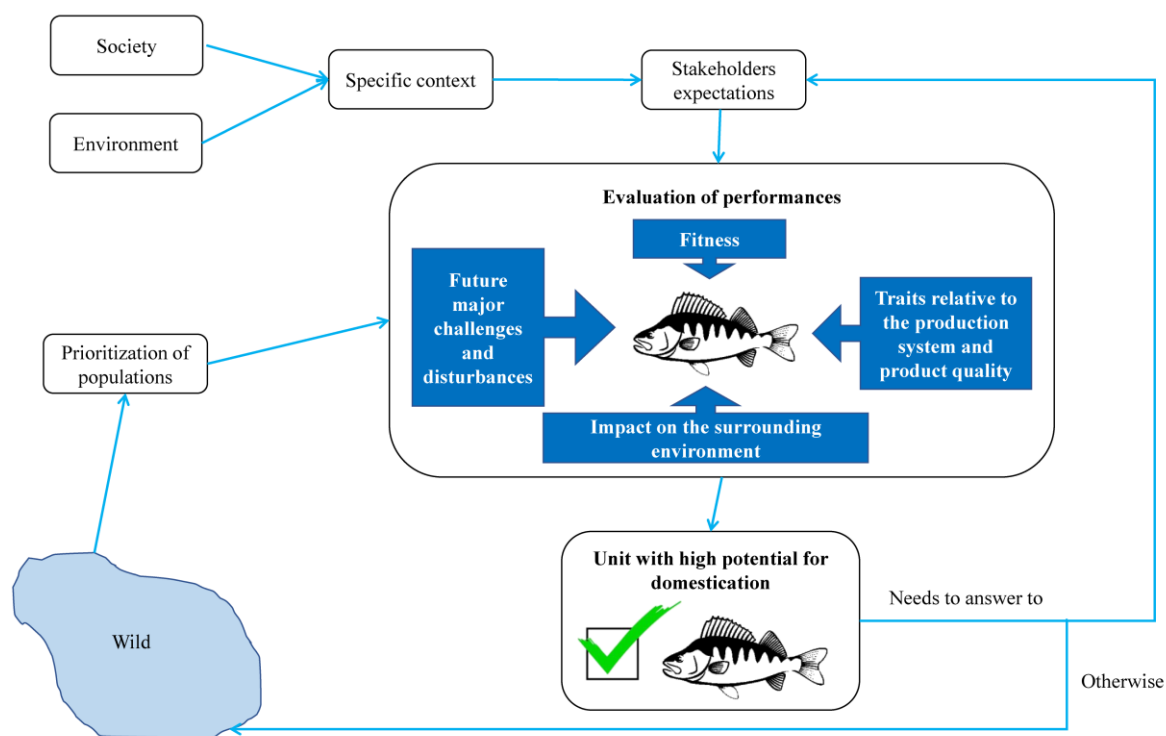 Society
Environment
Specific context
Stakeholders
expectations
Evaluation of performances
Fitness
Future
major
challenges
and
disturbances
Traits relative to
the production
system and
product quality
Impact on the surrounding
environment
Prioritization of
populations
Wild
Unit with high potential for
domestication
Needs to answer to
Otherwise